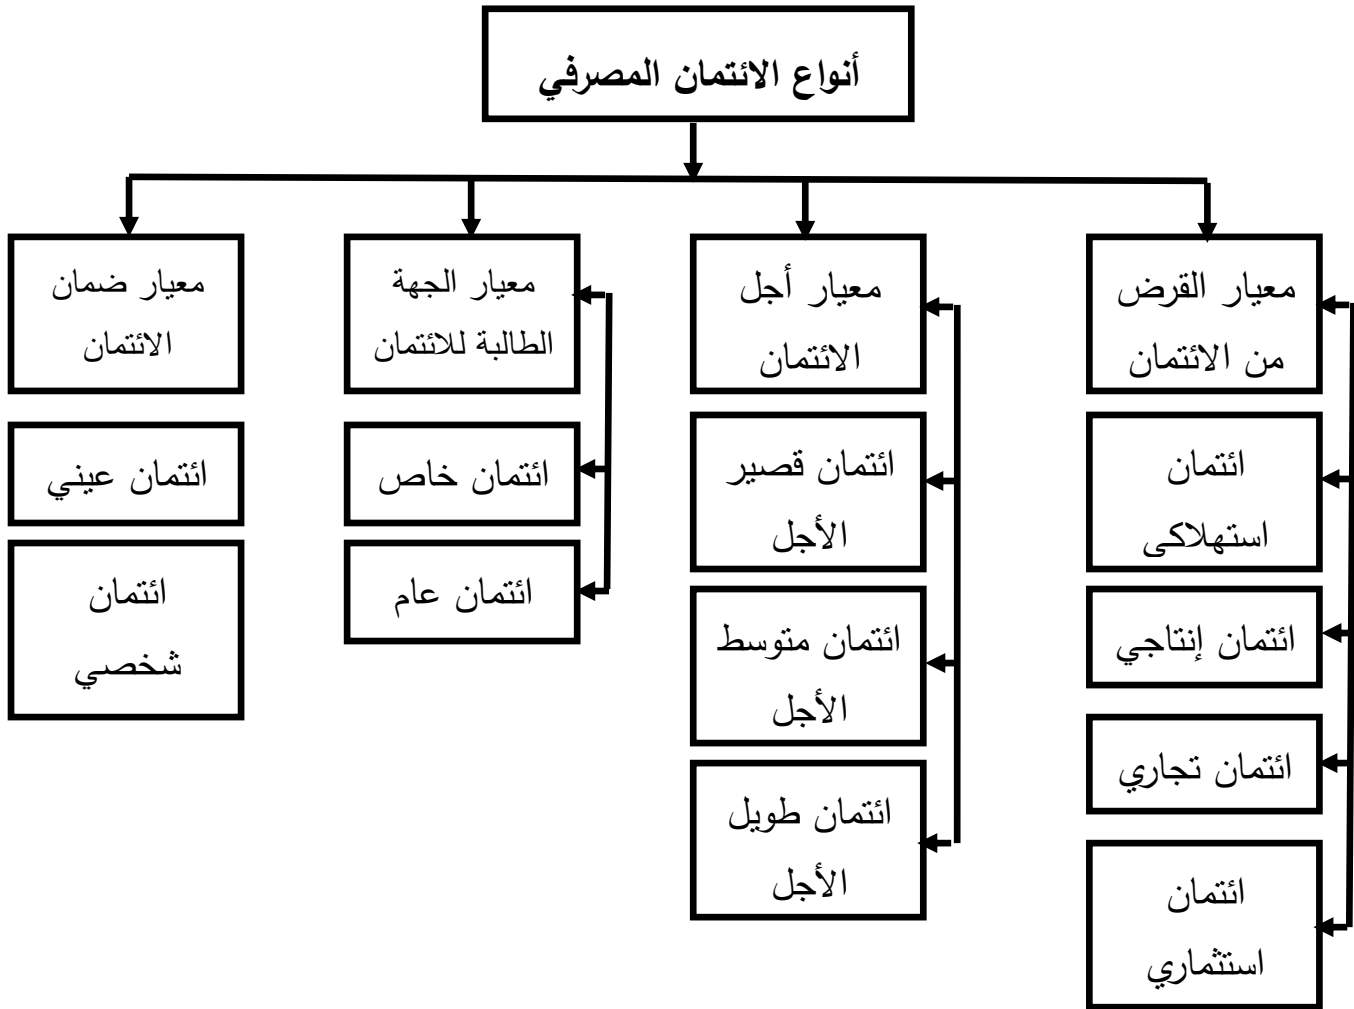 أنواع الائتمان المصرفي
معيار القرض
من الائتمان
ائتمان
استهلاكى
ائتمان إنتاجي
ائتمان تجاري
ائتمان
استثماري
معيار أجل
الائتمان
ائتمان قصير
الأجل
ائتمان متوسط
الأجل
ائتمان طويل
الأجل
معيار الجهة
الطالبة للائتمان
ائتمان خاص
ائتمان عام
معيار ضمان
الائتمان
ائتمان عيني
ائتمان
شخصي